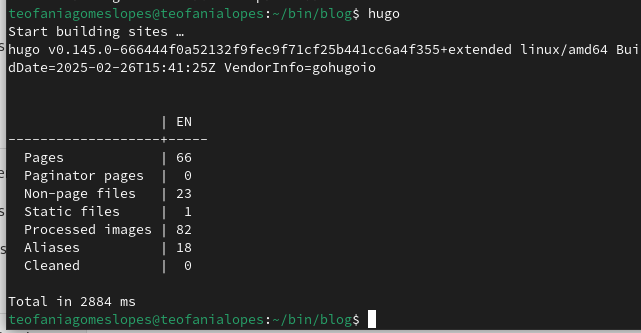 teofaniagomeslopes@teofanialopes:~/bin/blog$ hugo
Start building sites …
hugo v0.145.0-666444f0a52132f9fec9f71cf25b441cc6a4f355+extended linux/amd64 Bui
dDate=2025-02-26T15:41:25Z VendorInfo=gohugoio
                   | EN
-------------------+-----
  Pages            | 66
  Paginator pages  |  0
  Non-page files   | 23
  Static files     |  1
  Processed images | 82
  Aliases          | 18
  Cleaned          |  0
Total in 2884 ms
teofaniagomeslopes@teofanialopes:~/bin/blog$